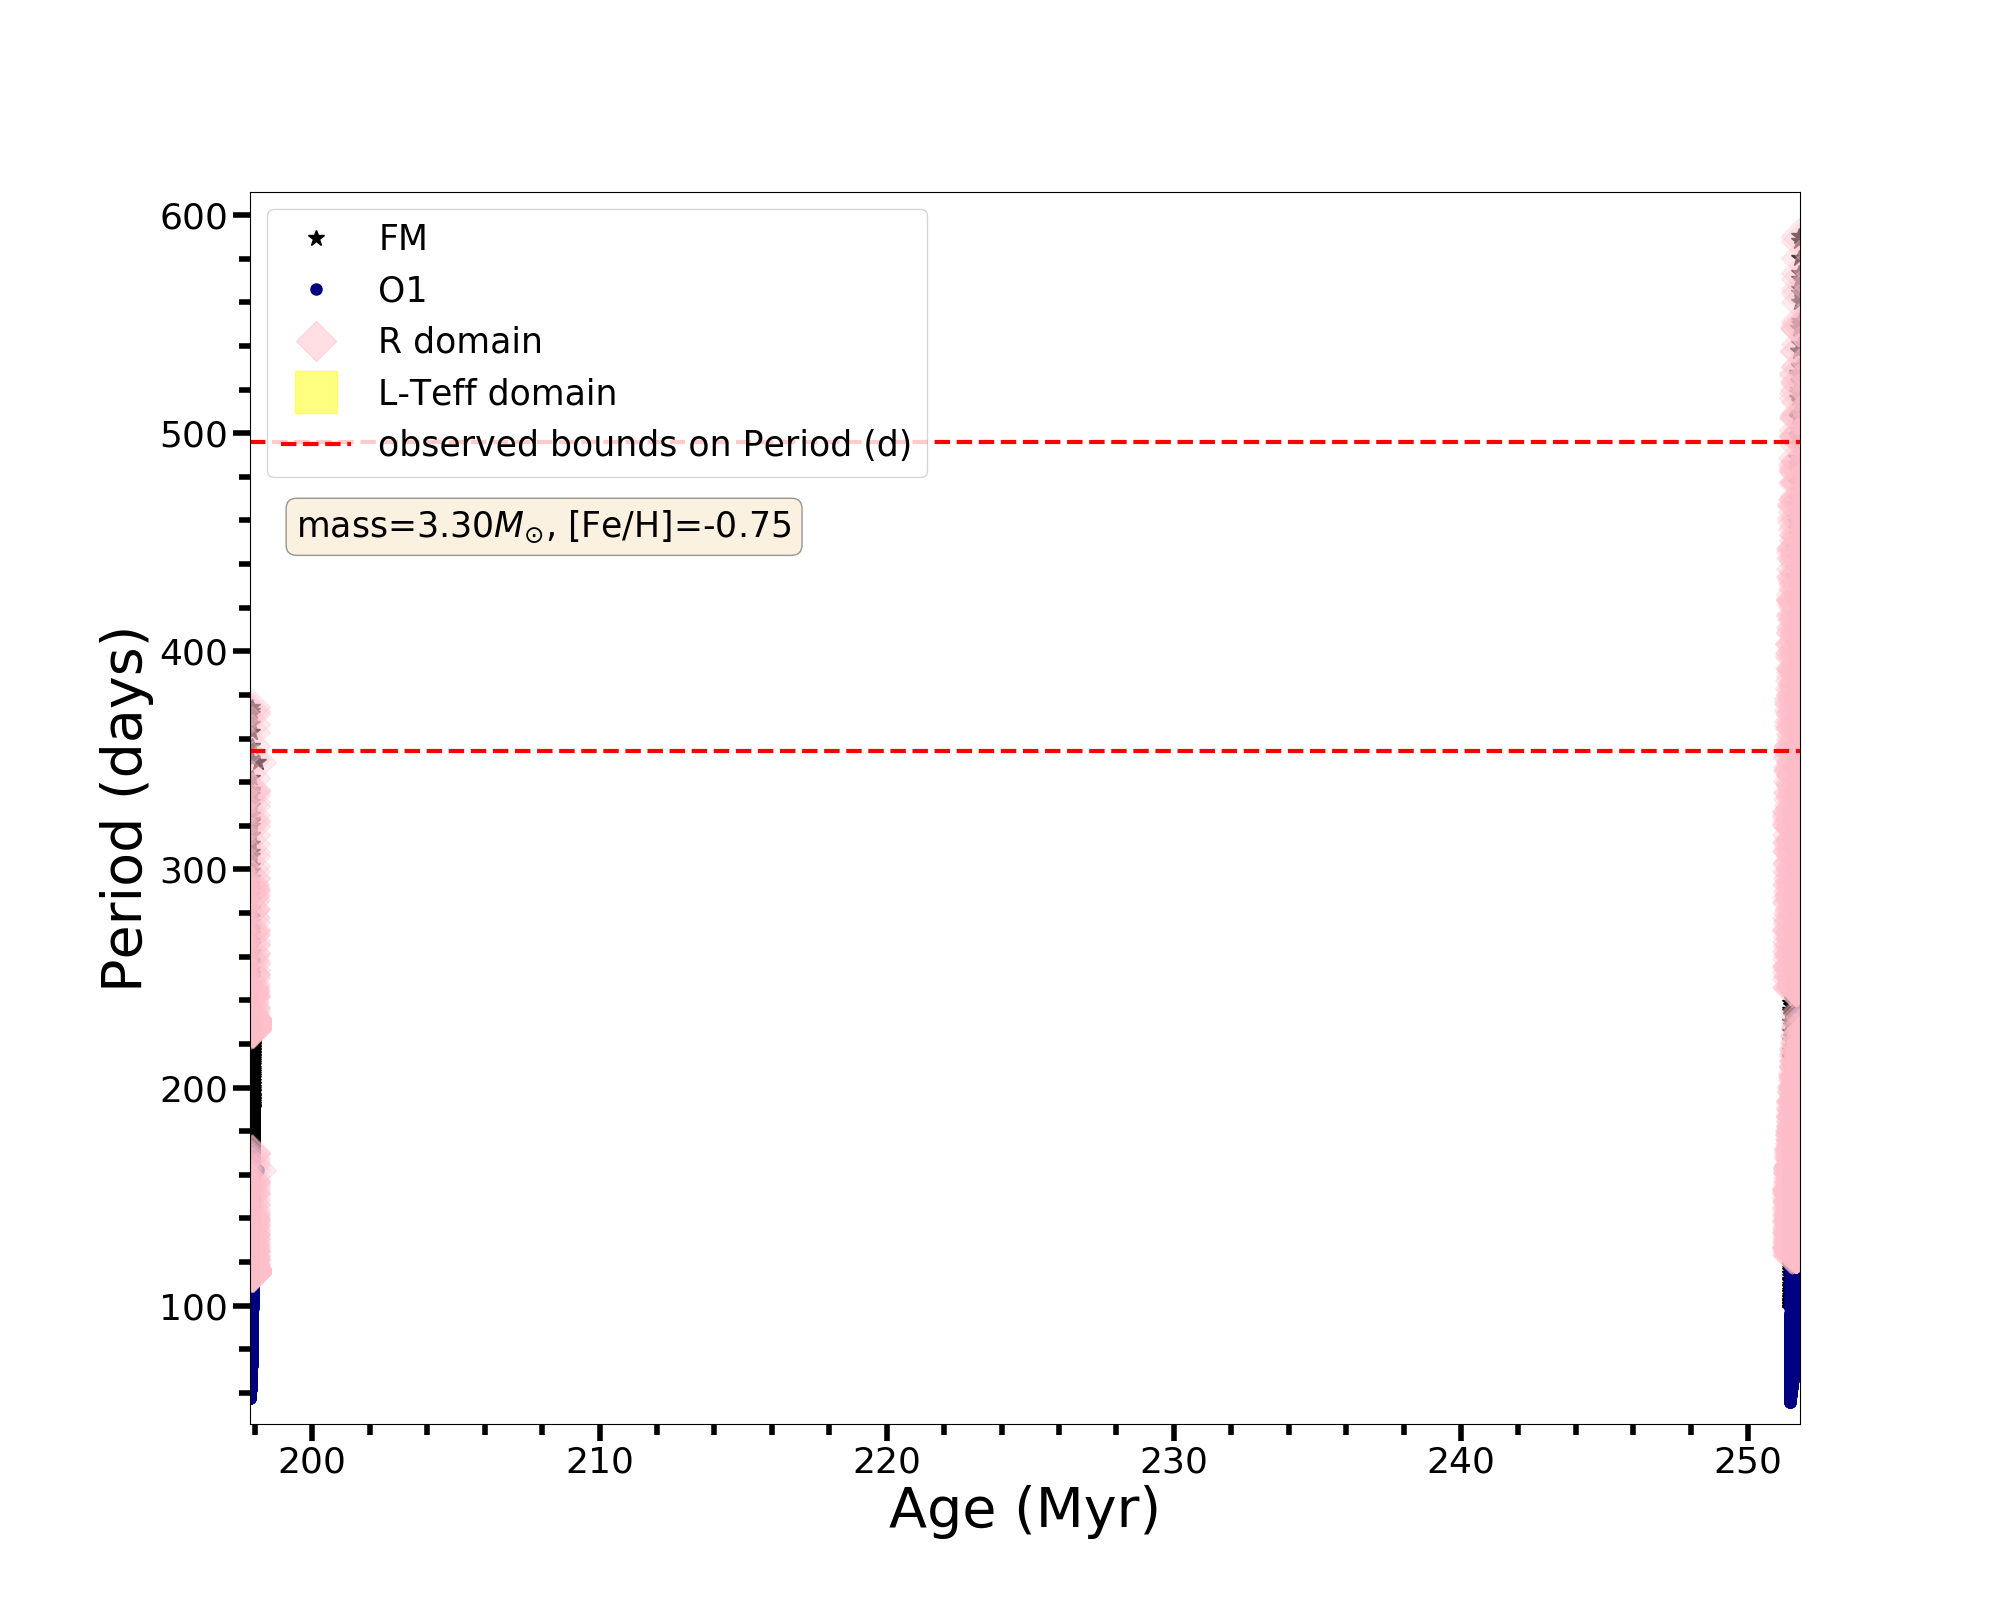 FM
O1
R domain
L-Teff domain
observed bounds on Period (d)
mass=3.30M⊙, [Fe/H]=-0.75
600
500
400
300
200
100
Period (days)
200 210 220 230 240 250
Age (Myr)